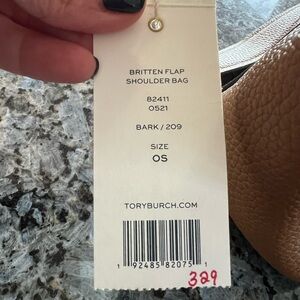 BRITTEN FLAP
SHOULDER BAG
82411
0521
BARK / 209
SIZE
OS
TORYBURCH.COM
1 92485 82075 1
329